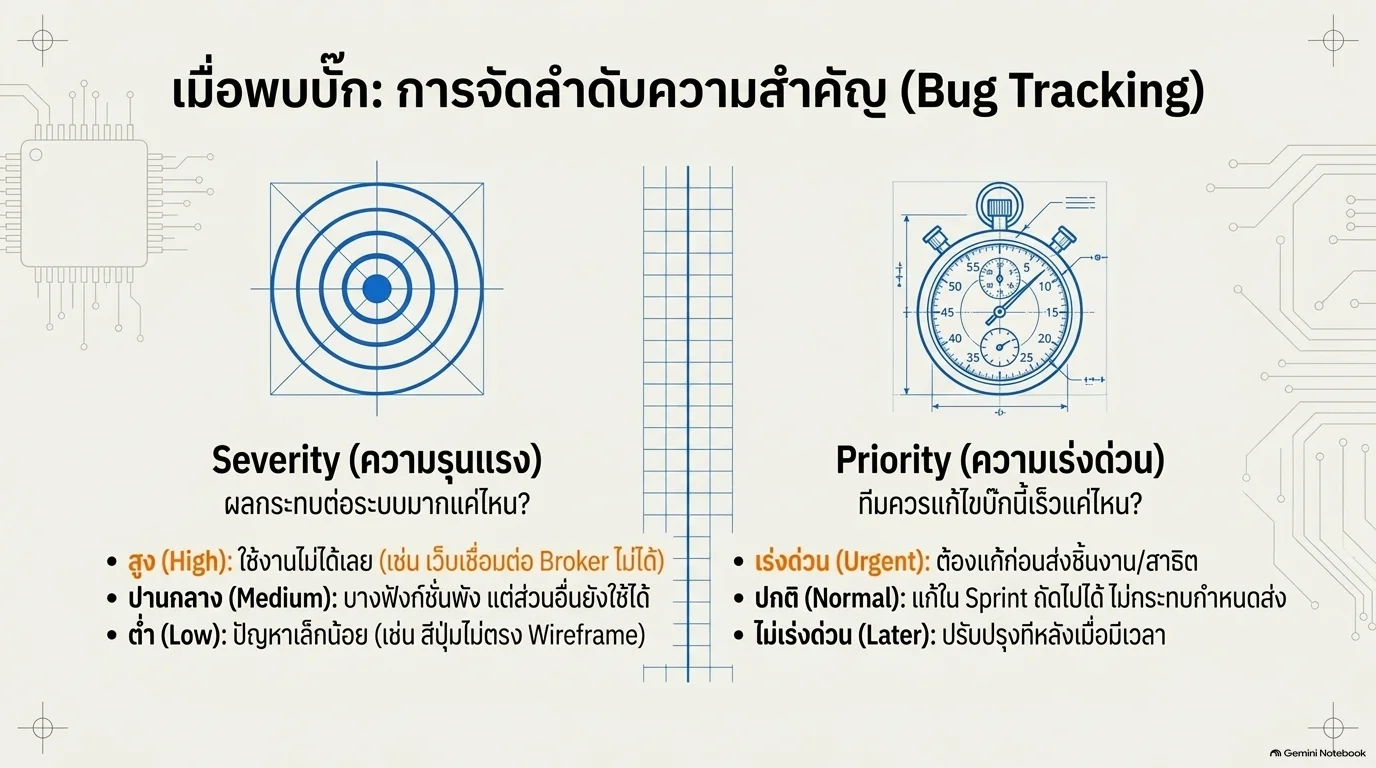 เมื่อพบบั๊ก: การจัดลำดับความสำคัญ (Bug Tracking)
Severity (ความรุนแรง)
ผลกระทบต่อระบบมากแค่ไหน?
• สูง (High): ใช้งานไม่ได้เลย (เช่น เว็บเชื่อมต่อ Broker ไม่ได้)
• ปานกลาง (Medium): บางฟังก์ชั่นพัง แต่ส่วนอื่นยังใช้ได้
• ต่ำ (Low): ปัญหาเล็กน้อย (เช่น สีปุ่มไม่ตรง Wireframe)
55
5
50
10
45
15
40
20
35
25
Priority (ความเร่งด่วน)
ทีมควรแก้ไขบั๊กนี้เร็วแค่ไหน?
• เร่งด่วน (Urgent): ต้องแก้ก่อนส่งชิ้นงาน/สาธิต
• ปกติ (Normal): แก้ใน Sprint ถัดไปได้ ไม่กระทบกำหนดส่ง
• ไม่เร่งด่วน (Later): ปรับปรุงทีหลังเมื่อมีเวลา
Gemini Notebook